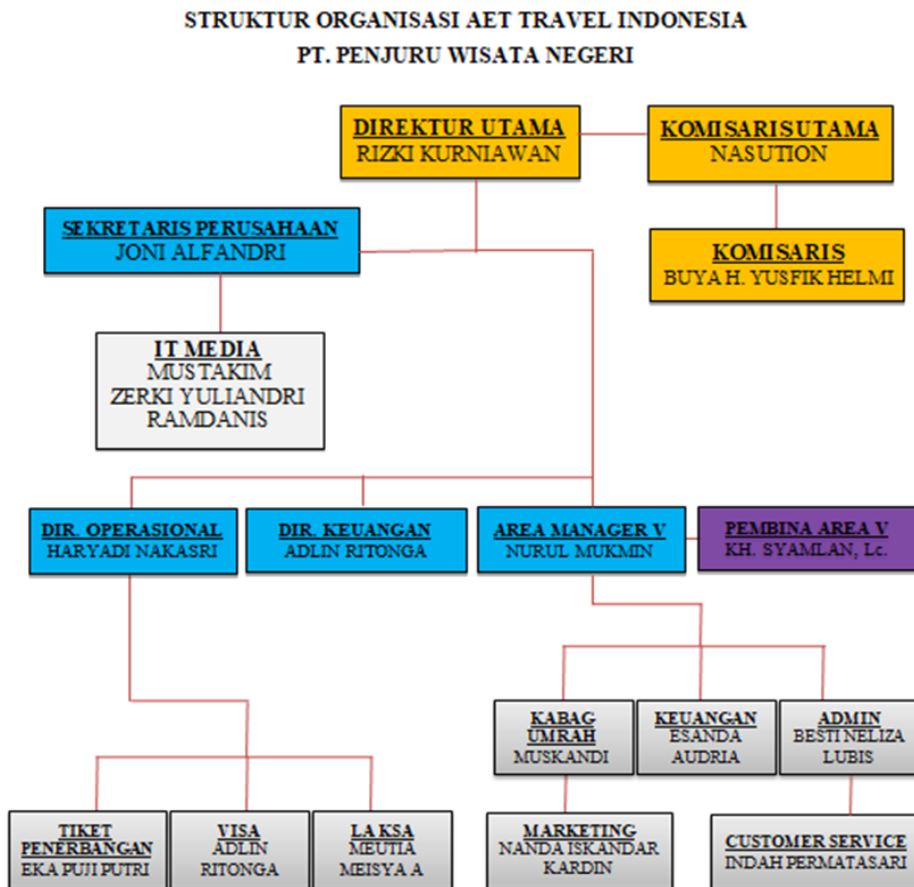 STRUKTUR ORGANISASI AET TRAVEL INDONESIA
PT. PENJURU WISATA NEGERI
DIREKTUR UTAMA
RIZKI KURNIAWAN
KOMISARIS UTAMA
NASUTION
SEKRETARIS PERUSAHAAN
JONI ALFANDRI
KOMISARIS
BUYA H. YUSFIK HELMI
IT MEDIA
MUSTAKIM
ZERKI YULIANDRI
RAMDANIS
DIR. OPERASIONAL
HARYADI NAKASRI
DIR. KEUANGAN
ADLIN RITONGA
AREA MANAGER V
NURUL MUKMIN
PEMBINA AREA V
KH. SYAMLAN, Lc.
KABAG
UMRAH
MUSKANDI
KEUANGAN
ESANDA
AUDRIA
ADMIN
BESTI NELIZA
LUBIS
TIKET
PENERBANGAN
EKA PUJI PUTRI
VISA
ADLIN
RITONGA
LA KSA
MEUTIA
MEISYA A
MARKETING
NANDA ISKANDAR
KARDIN
CUSTOMER SERVICE
INDAH PERMATASARI